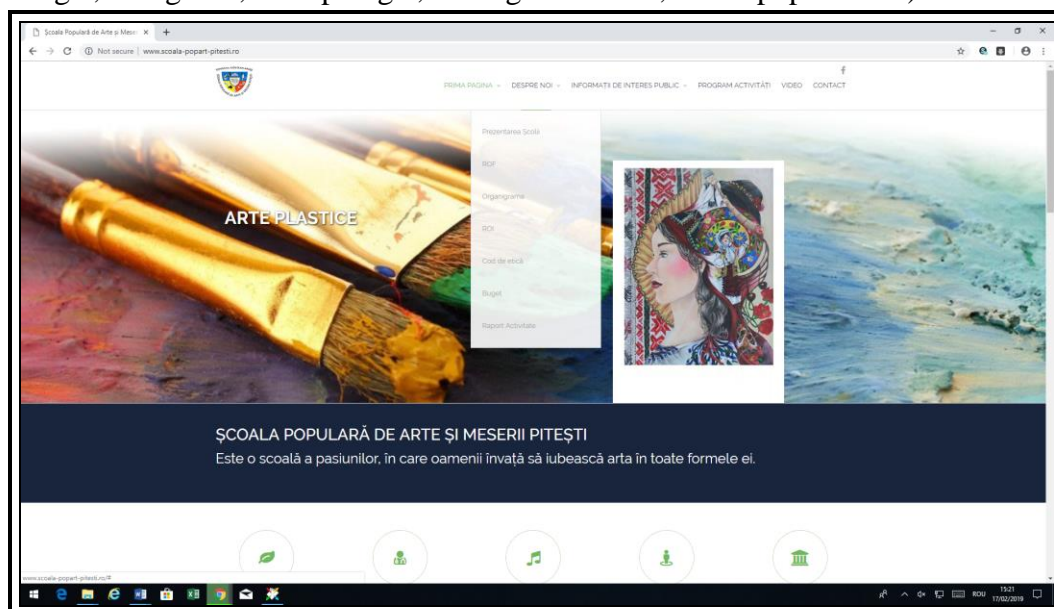 Școala Populară de Arte și Meser
Not secure | www.scoala-popart-pitesti.ro
PRIMA PAGINA DESPRE NOI INFORMAȚII DE INTERES PUBLIC PROGRAM ACTIVITĂȚI VIDEO CONTACT
Prezentarea Școlii
ROF
Organigrama
ROI
Cod de etică
Buget
Raport Activitate
ARTE PLASTICE
ȘCOALA POPULARĂ DE ARTE ȘI MESERII PITEȘTI
Este o scoală a pasiunilor, în care oamenii învață să iubească arta în toate formele ei.
www.scoala-popart-pitesti.ro/#
ROU
15:21
17/02/2019